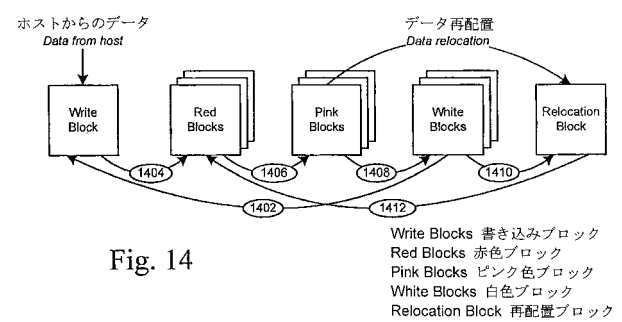 ホストからのデータ
Data from host
データ再配置
Data relocation
Write
Block
Red
Blocks
Pink
Blocks
White
Blocks
Relocation
Block
1404
1406
1408
1410
1402
1412
Fig. 14
Write Blocks 書き込みブロック
Red Blocks 赤色ブロック
Pink Blocks ピンク色ブロック
White Blocks 白色ブロック
Relocation Block 再配置ブロック